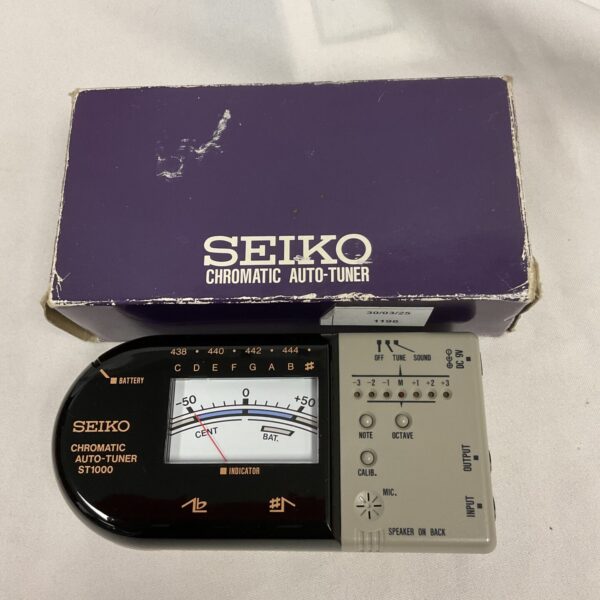 SEIKO
CHROMATIC AUTO-TUNER
30/03/25
1196
438 • 440 • 442 • 444 •
C D E F G A B #
BATTERY
SEIKO
CHROMATIC
AUTO-TUNER
ST1000
-50 0 +50
CENT BAT.
INDICATOR
♭ #
OFF TUNE SOUND
DC 9V
-3 -2 -1 M +1 +2 +3
NOTE OCTAVE
CALIB.
MIC.
OUTPUT
INPUT
SPEAKER ON BACK